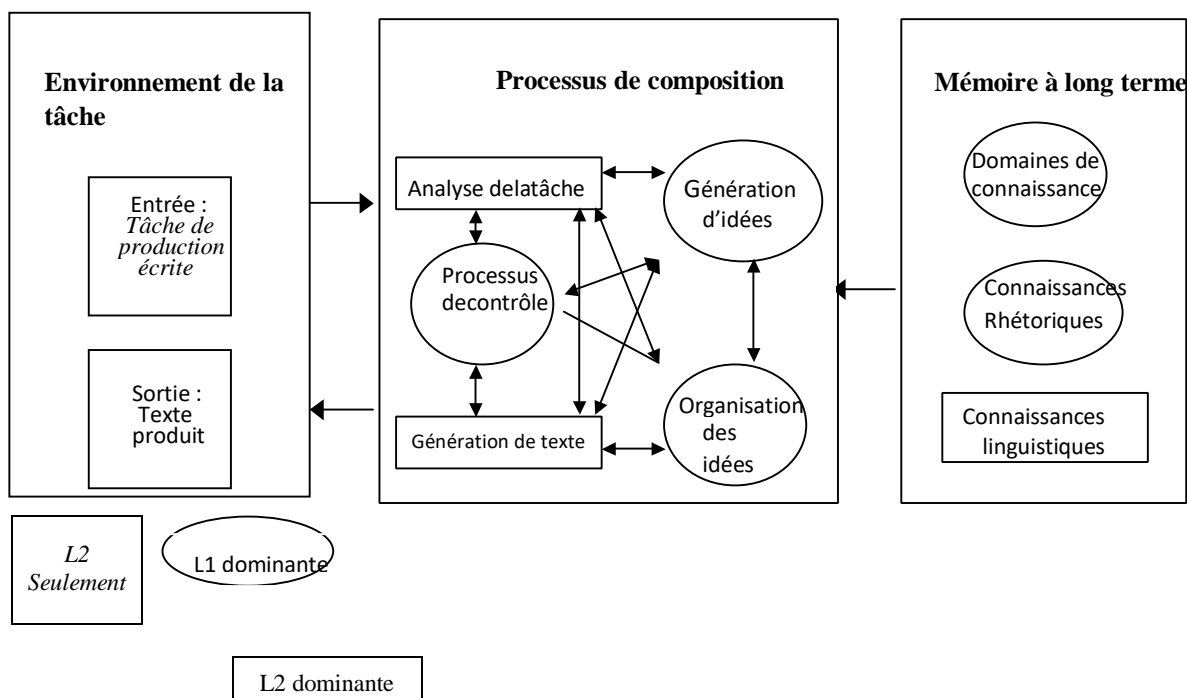 Environnement de la
tâche
Entrée :
Tâche de
production
écrite
Sortie :
Texte
produit
Processus de composition
Analyse delatâche
Génération
d’idées
Processus
decontrôle
Génération de texte
Organisation
des
idées
Mémoire à long terme
Domaines de
connaissance
Connaissances
Rhétoriques
Connaissances
linguistiques
L2
Seulement
L1 dominante
L2 dominante